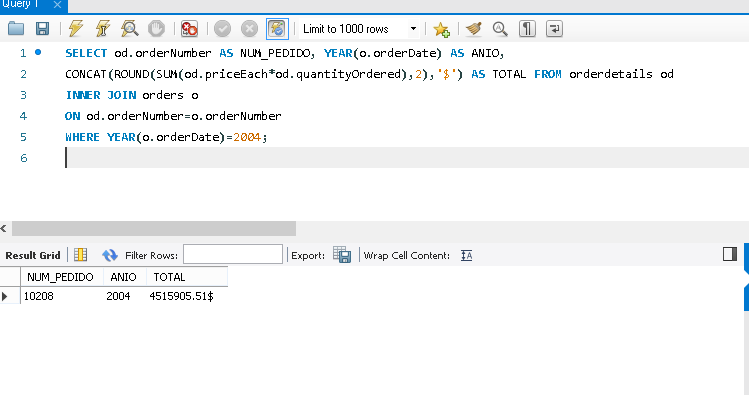 Query 1
Limit to 1000 rows
1 SELECT od.orderNumber AS NUM_PEDIDO, YEAR(o.orderDate) AS ANIO,
2 CONCAT(ROUND(SUM(od.priceEach*od.quantityOrdered),2),'$') AS TOTAL FROM orderdetails od
3 INNER JOIN orders o
4 ON od.orderNumber=o.orderNumber
5 WHERE YEAR(o.orderDate)=2004;
6
Result Grid Filter Rows: Export: Wrap Cell Content:
NUM_PEDIDO ANIO TOTAL
10208 2004 4515905.51$